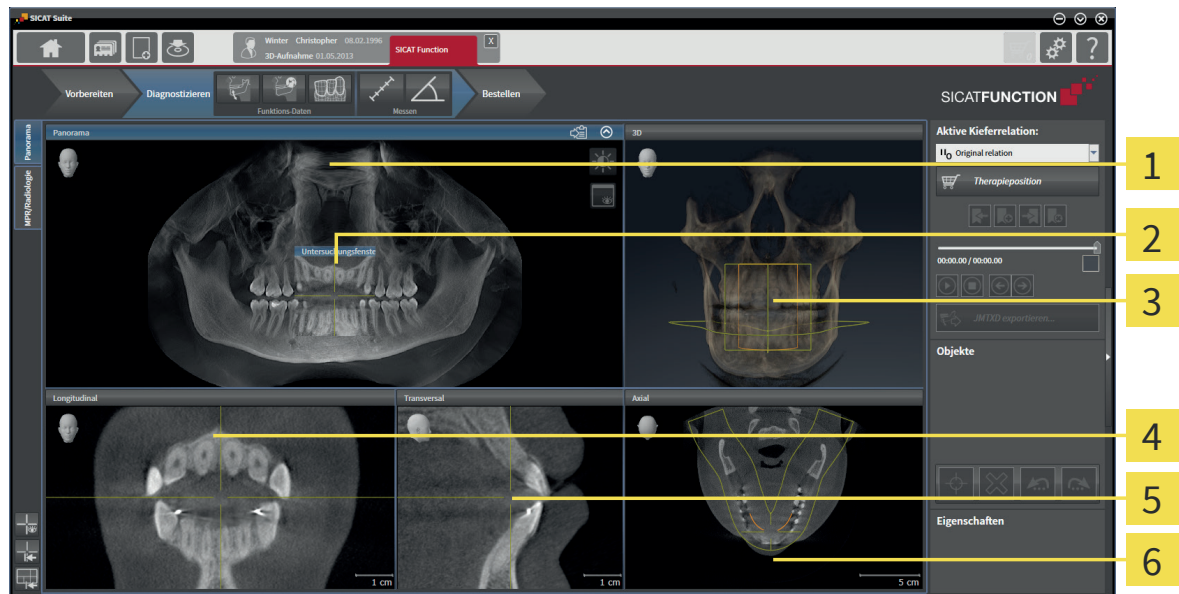 SICAT Suite
Winter Christopher 08.02.1996
3D-Aufnahme 01.05.2013
SICAT Function
X
?
Vorbereiten
Diagnostizieren
Funktions-Daten
Messen
Bestellen
SICATFUNCTION
Panorama
MPR/Radiologie
Panorama
3D
Untersuchungsfenste
Aktive Kieferrelation:
Original relation
Therapieposition
00:00.00 / 00:00.00
JMTXD exportieren...
Objekte
Eigenschaften
Longitudinal
Transversal
Axial
1 cm
1 cm
5 cm
1
2
3
4
5
6